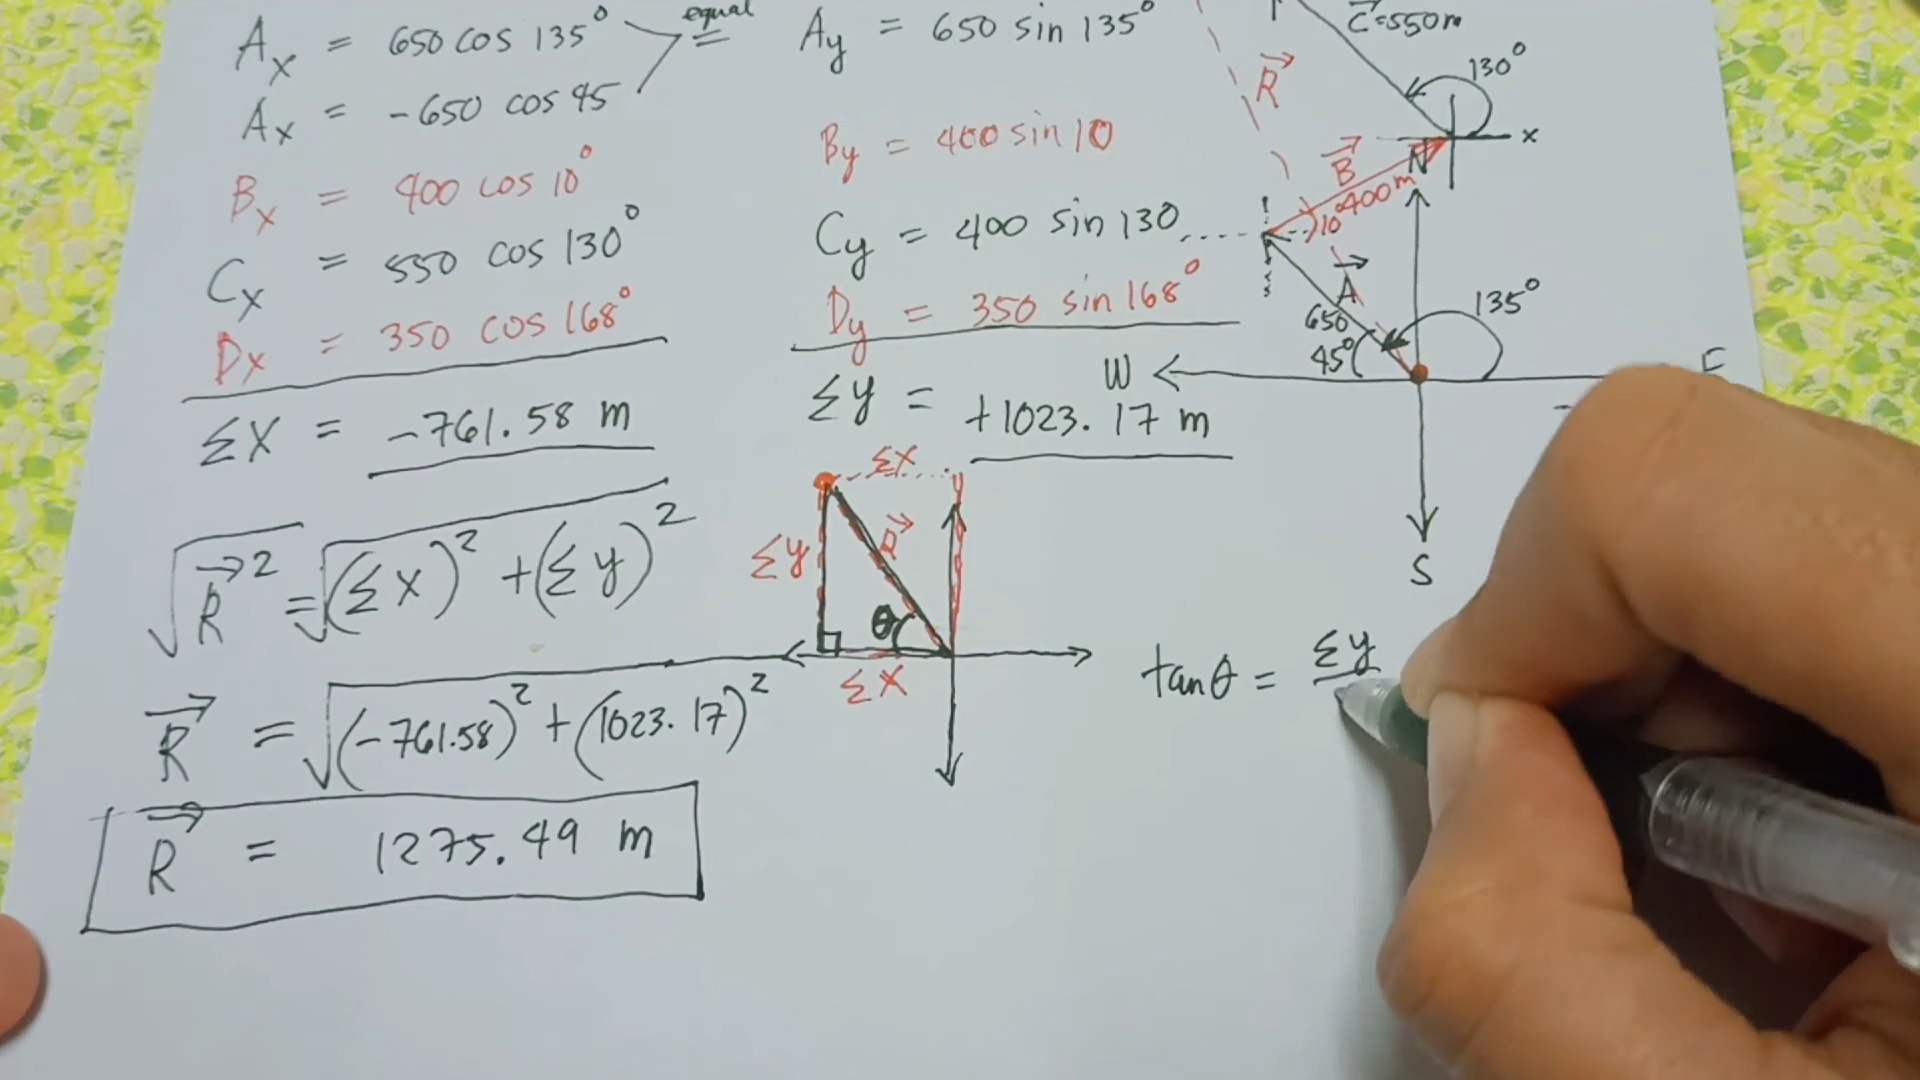 Ax = 650 cos 135°
equal
=
Ay = 650 sin 135°
Ax = -650 cos 45
Bx = 400 cos 10°
By = 400 sin 10
Cx = 550 cos 130°
Cy = 400 sin 130
Dx = 350 cos 168°
Dy = 350 sin 168°
ΣX = -761.58 m
Σy = +1023.17 m
√R² = √(Σx)² + (Σy)²
R = √(-761.58)² + (1023.17)²
R = 1275.49 m
C = 550m
130°
R
x
N
B
400 m
10°
A
650
45°
135°
W
S
ΣX
Σy
R
θ
ΣX
tanθ = Σy